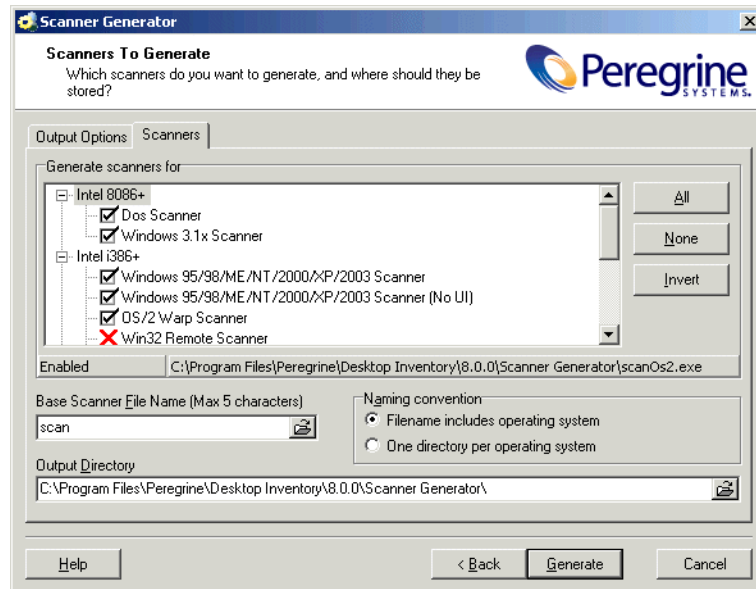 Scanner Generator
Scanners To Generate
Which scanners do you want to generate, and where should they be
stored?
Peregrine
SYSTEMS.
Output Options
Scanners
Generate scanners for
Intel 8086+
Dos Scanner
Windows 3.1x Scanner
Intel i386+
Windows 95/98/ME/NT/2000/XP/2003 Scanner
Windows 95/98/ME/NT/2000/XP/2003 Scanner (No UI)
OS/2 Warp Scanner
Win32 Remote Scanner
All
None
Invert
Enabled
C:\Program Files\Peregrine\Desktop Inventory\8.0.0\Scanner Generator\scanOs2.exe
Base Scanner File Name (Max 5 characters)
scan
Naming convention
Filename includes operating system
One directory per operating system
Output Directory
C:\Program Files\Peregrine\Desktop Inventory\8.0.0\Scanner Generator\
Help
< Back
Generate
Cancel